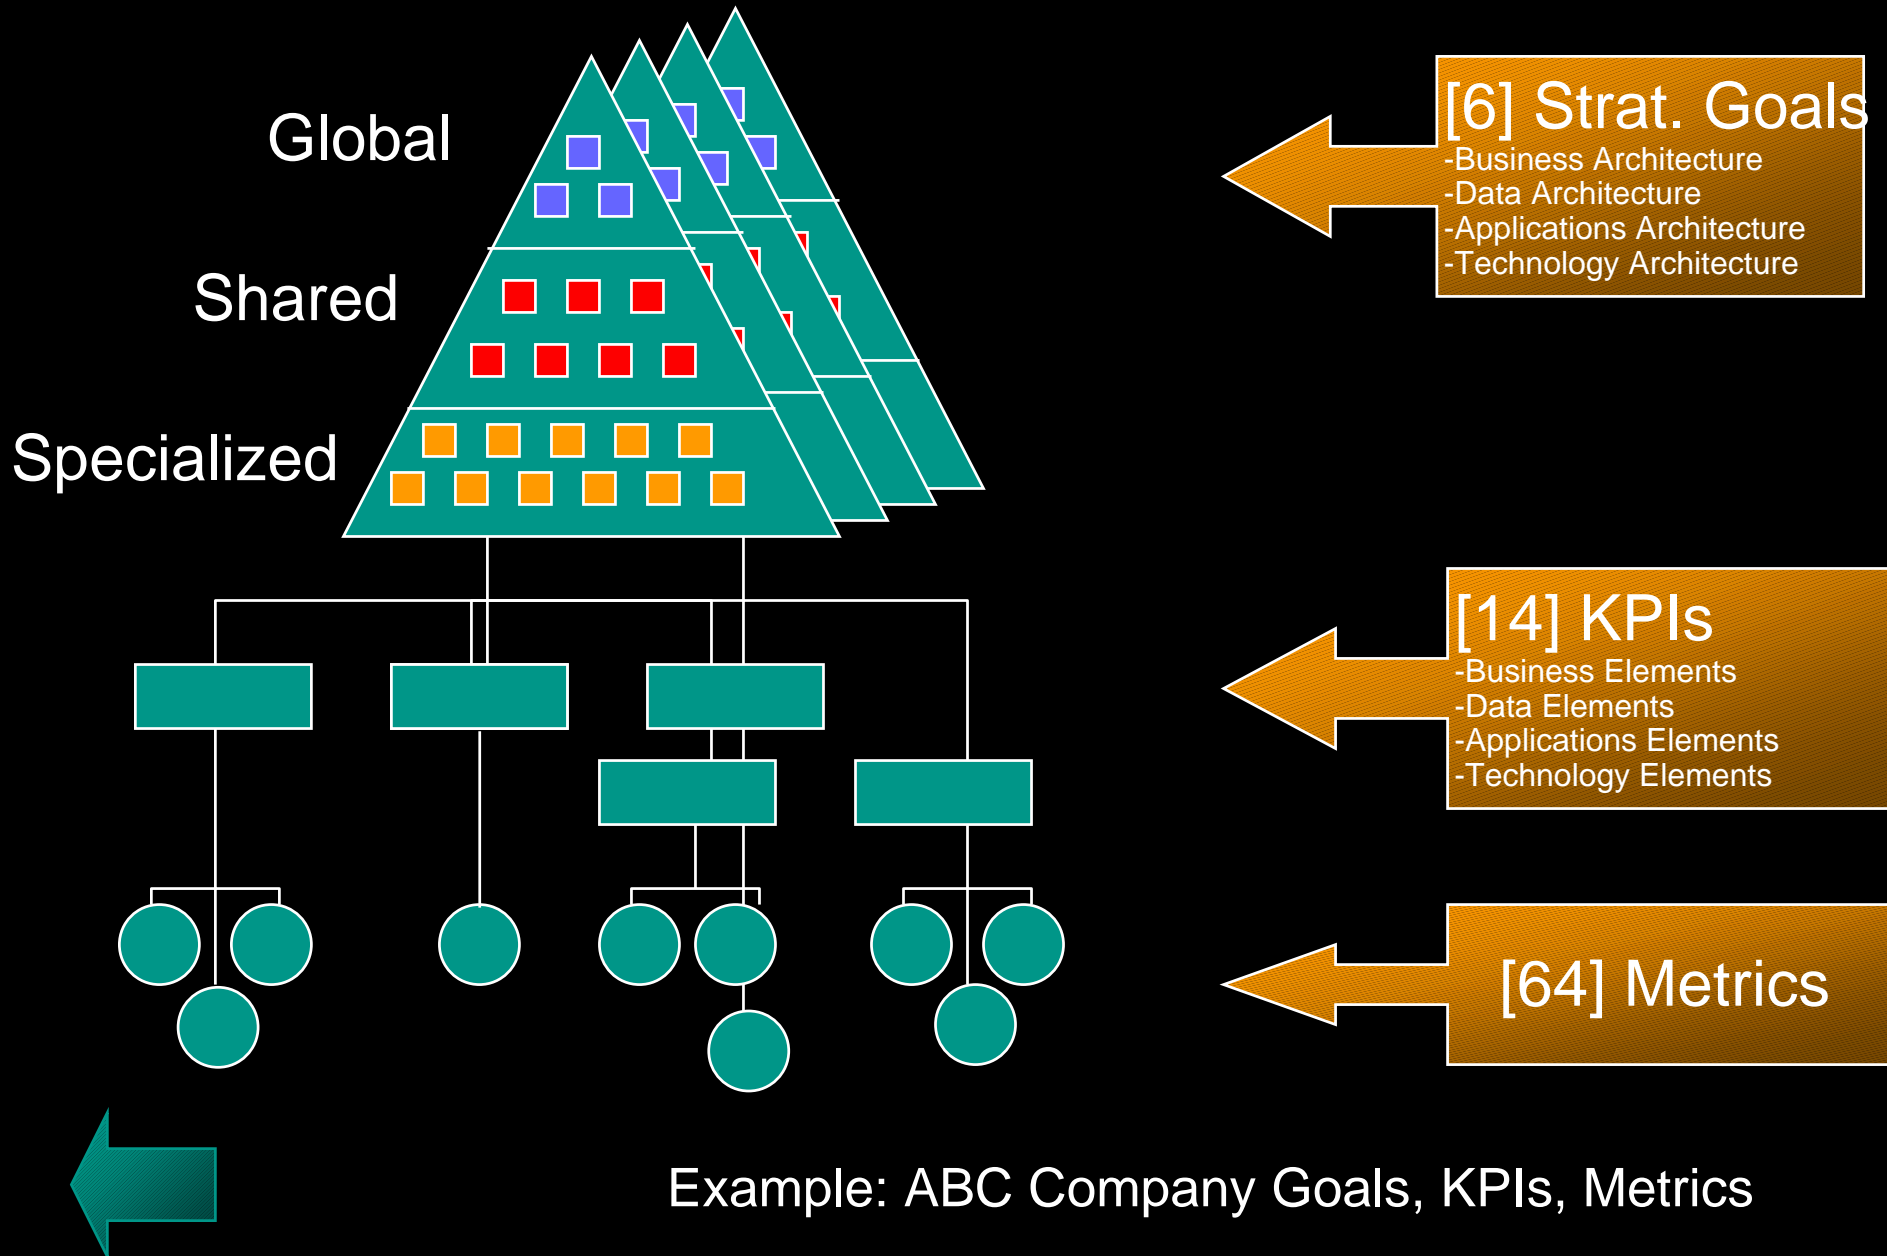 Global
Shared
Specialized
[6] Strat. Goals
-Business Architecture
-Data Architecture
-Applications Architecture
-Technology Architecture
[14] KPIs
-Business Elements
-Data Elements
-Applications Elements
-Technology Elements
[64] Metrics
Example: ABC Company Goals, KPIs, Metrics